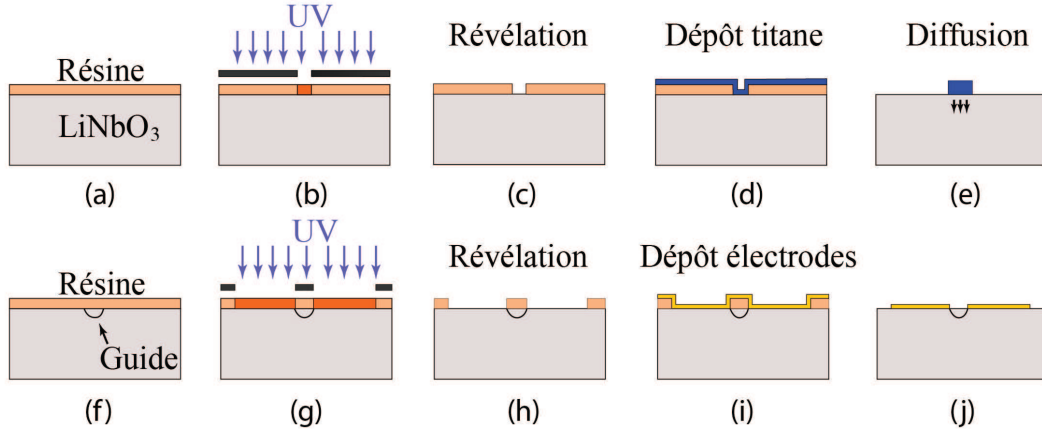 UV
Révélation
Dépôt titane
Diffusion
Résine
LiNbO₃
(a)
(b)
(c)
(d)
(e)
UV
Résine
Révélation
Dépôt électrodes
Guide
(f)
(g)
(h)
(i)
(j)